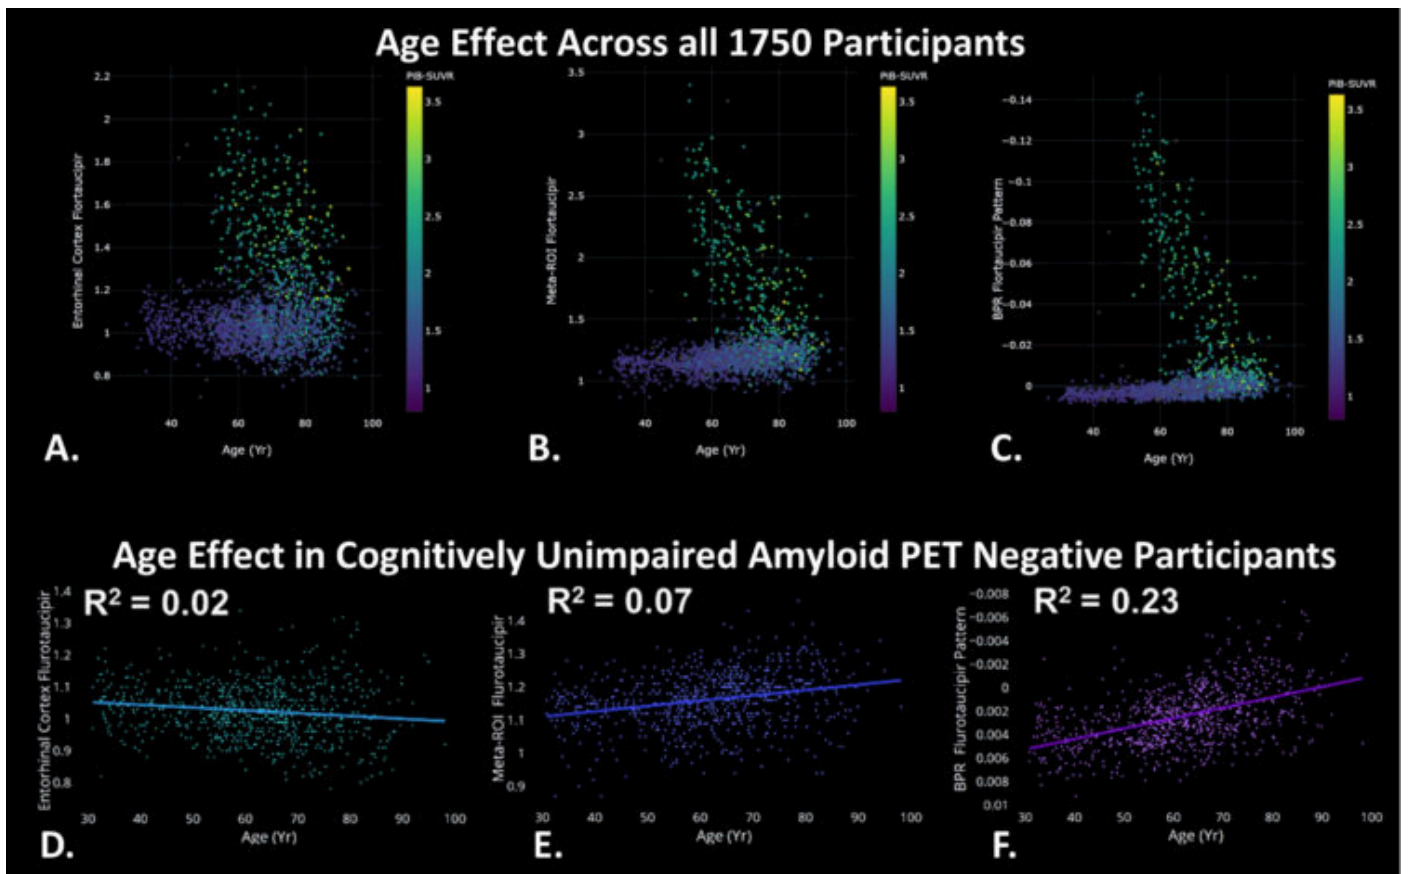 Age Effect Across all 1750 Participants
PIB-SUVR
Entorhinal Cortex Flortaucipir
2.2
2
1.8
1.6
1.4
1.2
1
0.8
40 60 80 100
Age (Yr)
3.5
3
2.5
2
1.5
1
A.
PIB-SUVR
Meta-ROI Flortaucipir
3.5
3
2.5
2
1.5
1
40 60 80 100
Age (Yr)
3.5
3
2.5
2
1.5
1
B.
PIB-SUVR
BPR Flortaucipir Pattern
−0.14
−0.12
−0.1
−0.08
−0.06
−0.04
−0.02
0
40 60 80 100
Age (Yr)
3.5
3
2.5
2
1.5
1
C.
Age Effect in Cognitively Unimpaired Amyloid PET Negative Participants
R² = 0.02
Entorhinal Cortex Flurotaucipir
1.4
1.3
1.2
1.1
1
0.9
0.8
30 40 50 60 70 80 90 100
Age (Yr)
D.
R² = 0.07
Meta-ROI Flurotaucipir
1.4
1.3
1.2
1.1
1
0.9
30 40 50 60 70 80 90 100
Age (Yr)
E.
R² = 0.23
BPR Flurotaucipir Pattern
−0.008
−0.006
−0.004
−0.002
0
0.002
0.004
0.006
0.008
0.01
30 40 50 60 70 80 90 100
Age (Yr)
F.